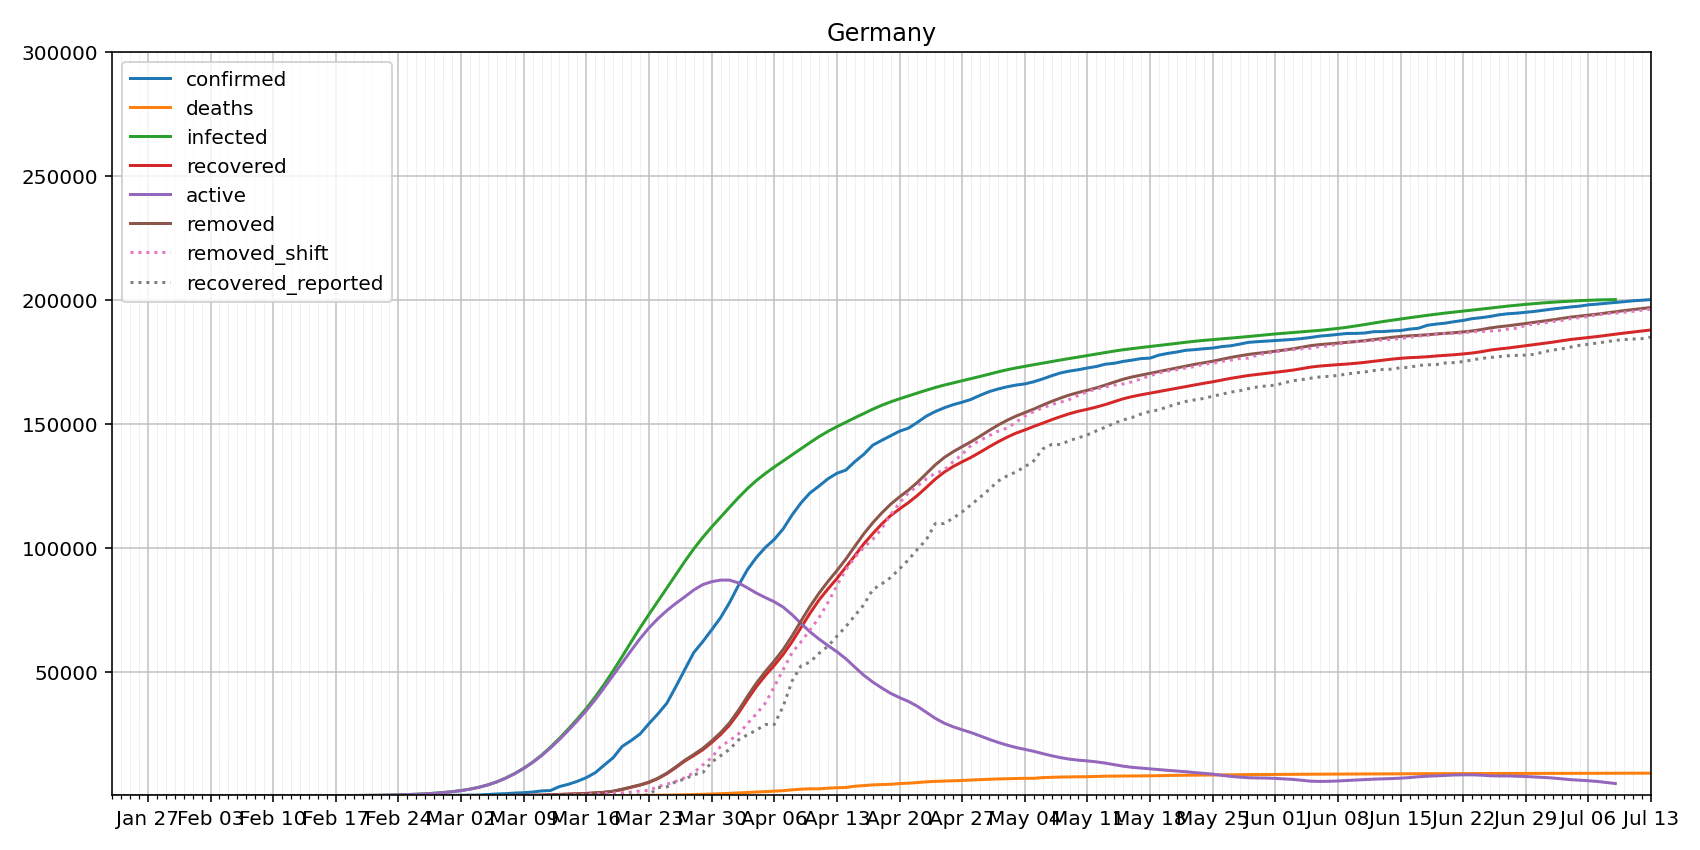 Germany
300000
250000
200000
150000
100000
50000
confirmed
deaths
infected
recovered
active
removed
removed_shift
recovered_reported
Jan 27 Feb 03 Feb 10 Feb 17 Feb 24 Mar 02 Mar 09 Mar 16 Mar 23 Mar 30 Apr 06 Apr 13 Apr 20 Apr 27 May 04 May 11 May 18 May 25 Jun 01 Jun 08 Jun 15 Jun 22 Jun 29 Jul 06 Jul 13